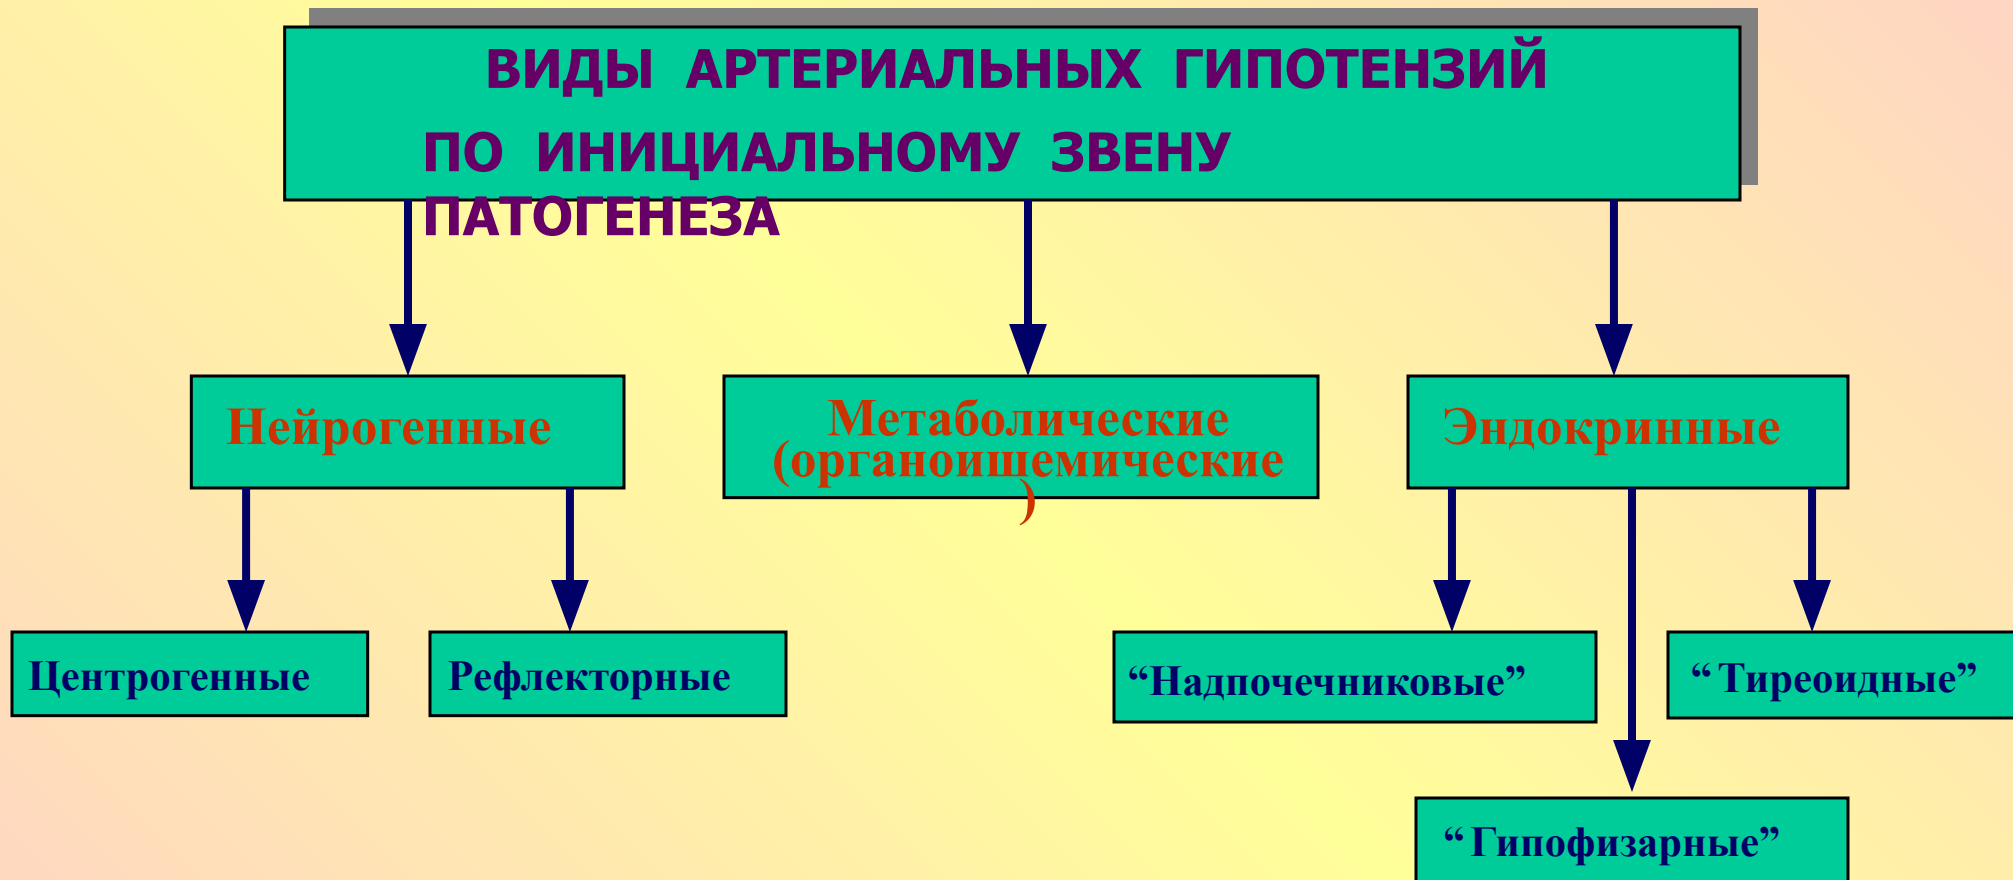 ВИДЫ АРТЕРИАЛЬНЫХ ГИПОТЕНЗИЙ
ПО ИНИЦИАЛЬНОМУ ЗВЕНУ
ПАТОГЕНЕЗА
Нейрогенные
Метаболические
(органоишемические
)
Эндокринные
Центрогенные
Рефлекторные
“Надпочечниковые”
“Тиреоидные”
“Гипофизарные”